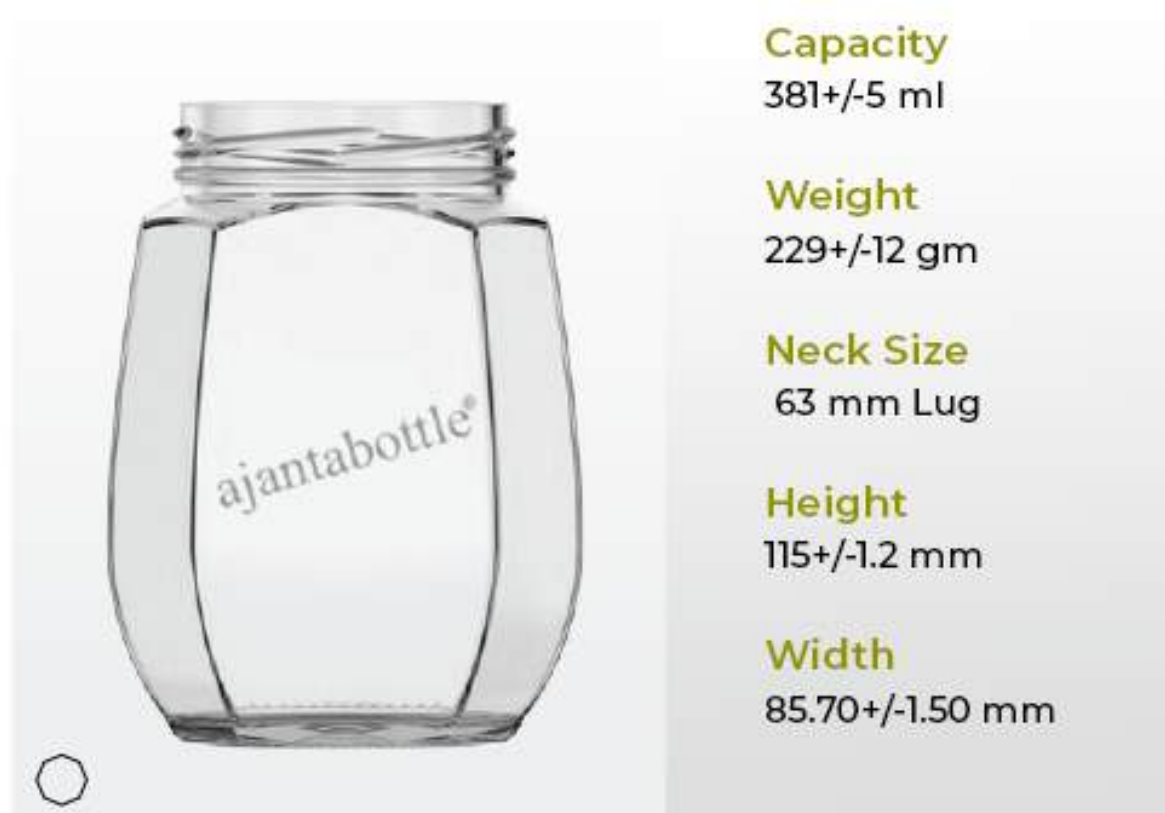 Capacity
381+/-5 ml
Weight
229+/-12 gm
Neck Size
63 mm Lug
Height
115+/-1.2 mm
Width
85.70+/-1.50 mm
ajantabottle®